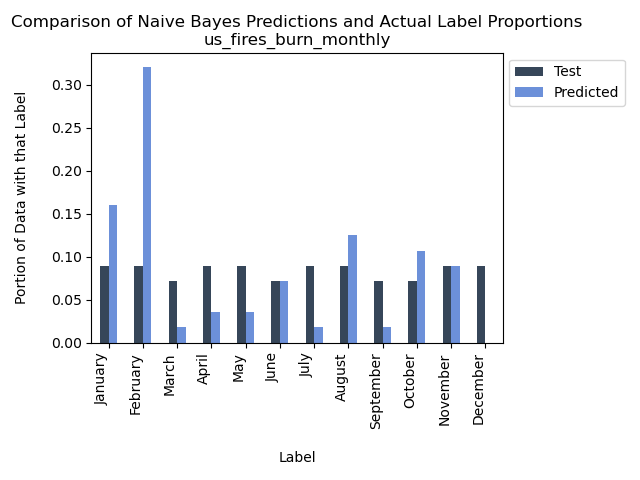 Comparison of Naive Bayes Predictions and Actual Label Proportions
us_fires_burn_monthly
Test
Predicted
Portion of Data with that Label
0.30
0.25
0.20
0.15
0.10
0.05
0.00
January
February
March
April
May
June
July
August
September
October
November
December
Label